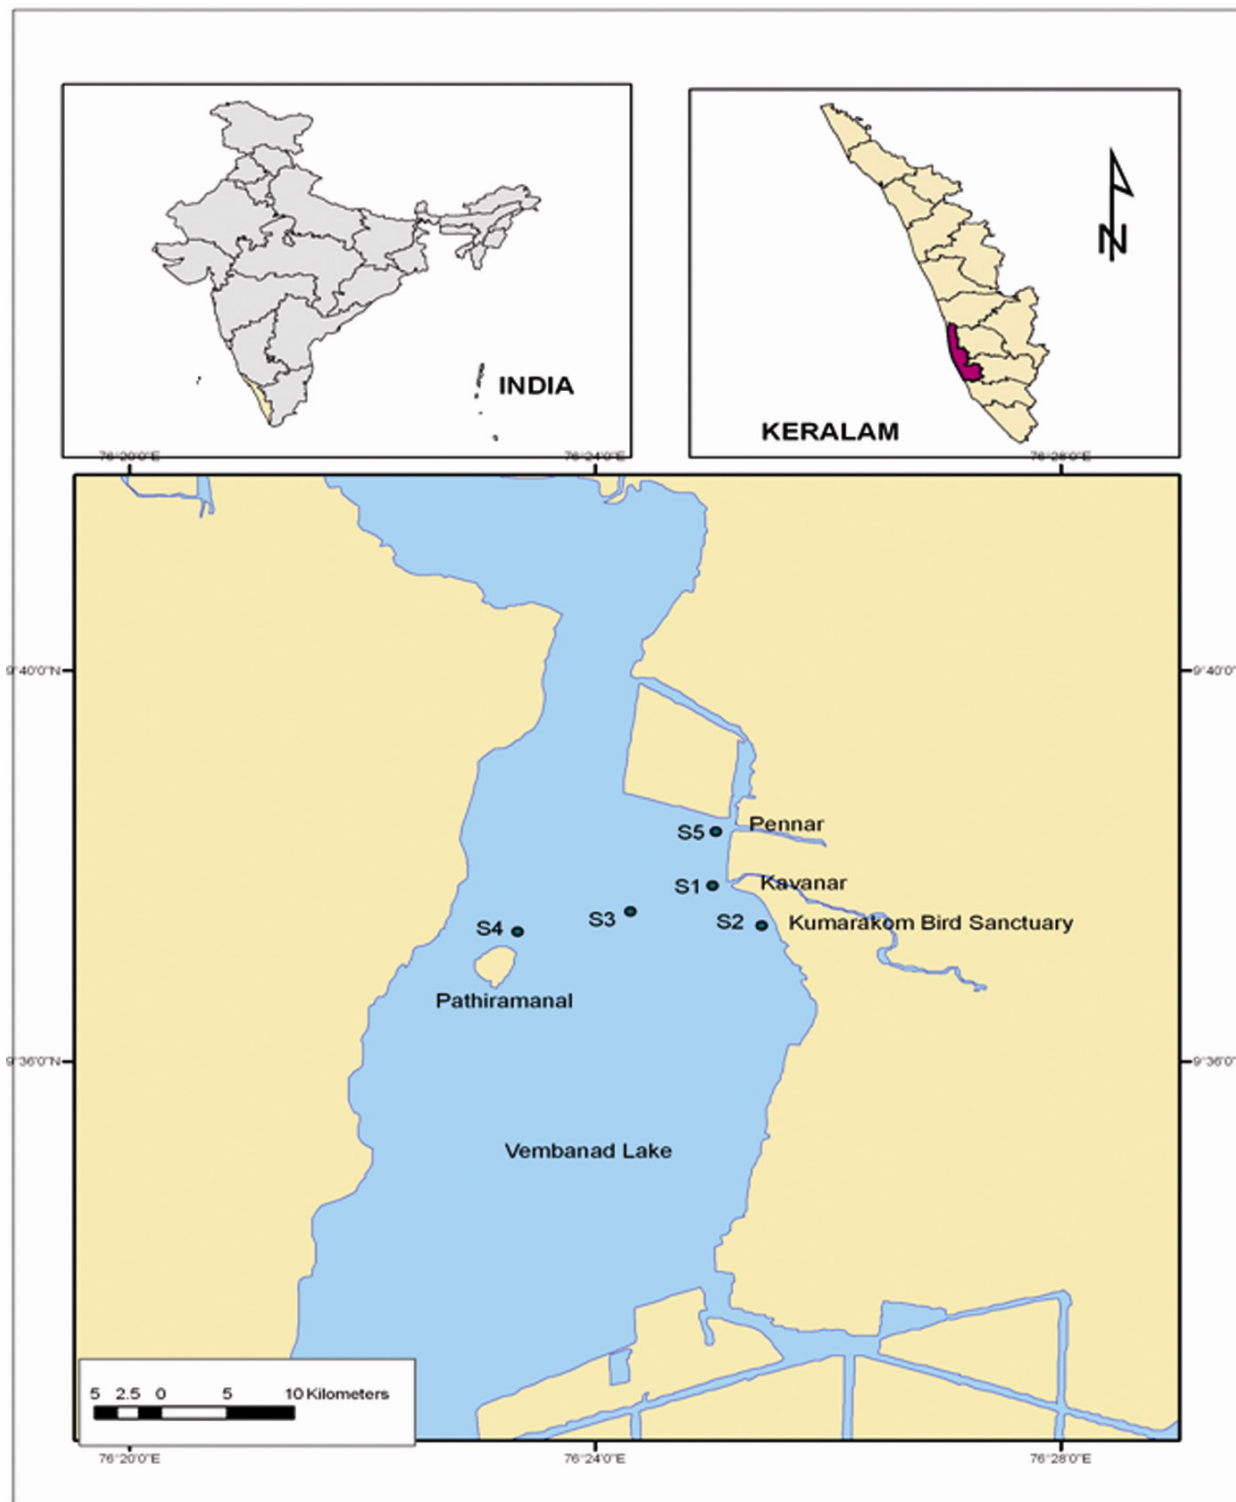 INDIA
N
KERALAM
76°20'0"E 76°24'0"E 76°28'0"E
9°40'0"N 9°40'0"
Pennar
S5
Kavanar
S1
S3
S2 Kumarakom Bird Sanctuary
S4
Pathiramanal
9°36'0"N 9°36'0"
Vembanad Lake
5 2.5 0 5 10 Kilometers
76°20'0"E 76°24'0"E 76°28'0"E